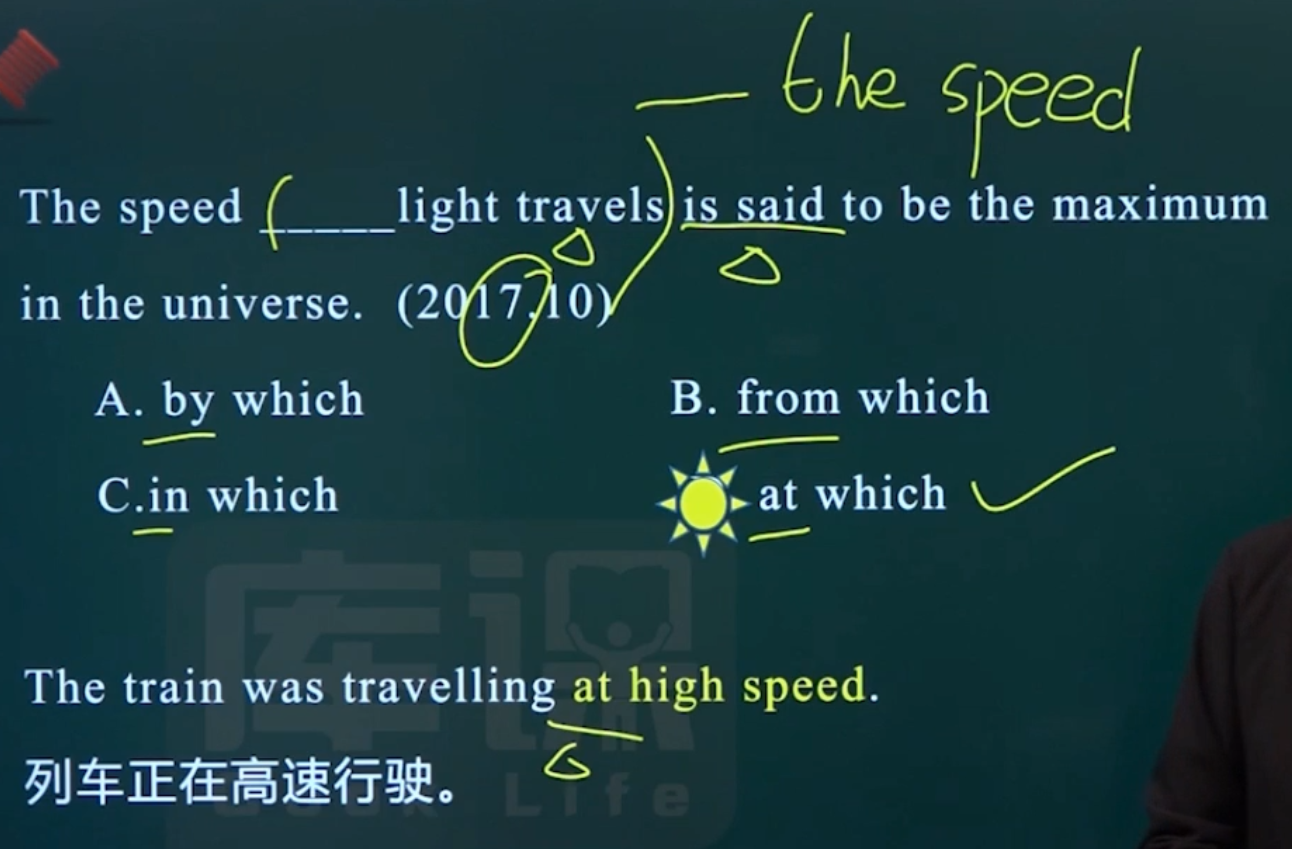 — the speed
The speed (_____light travels) is said to be the maximum
in the universe. (2017.10)
A. by which
B. from which
C.in which
at which
The train was travelling at high speed.
列车正在高速行驶。
库课
Life